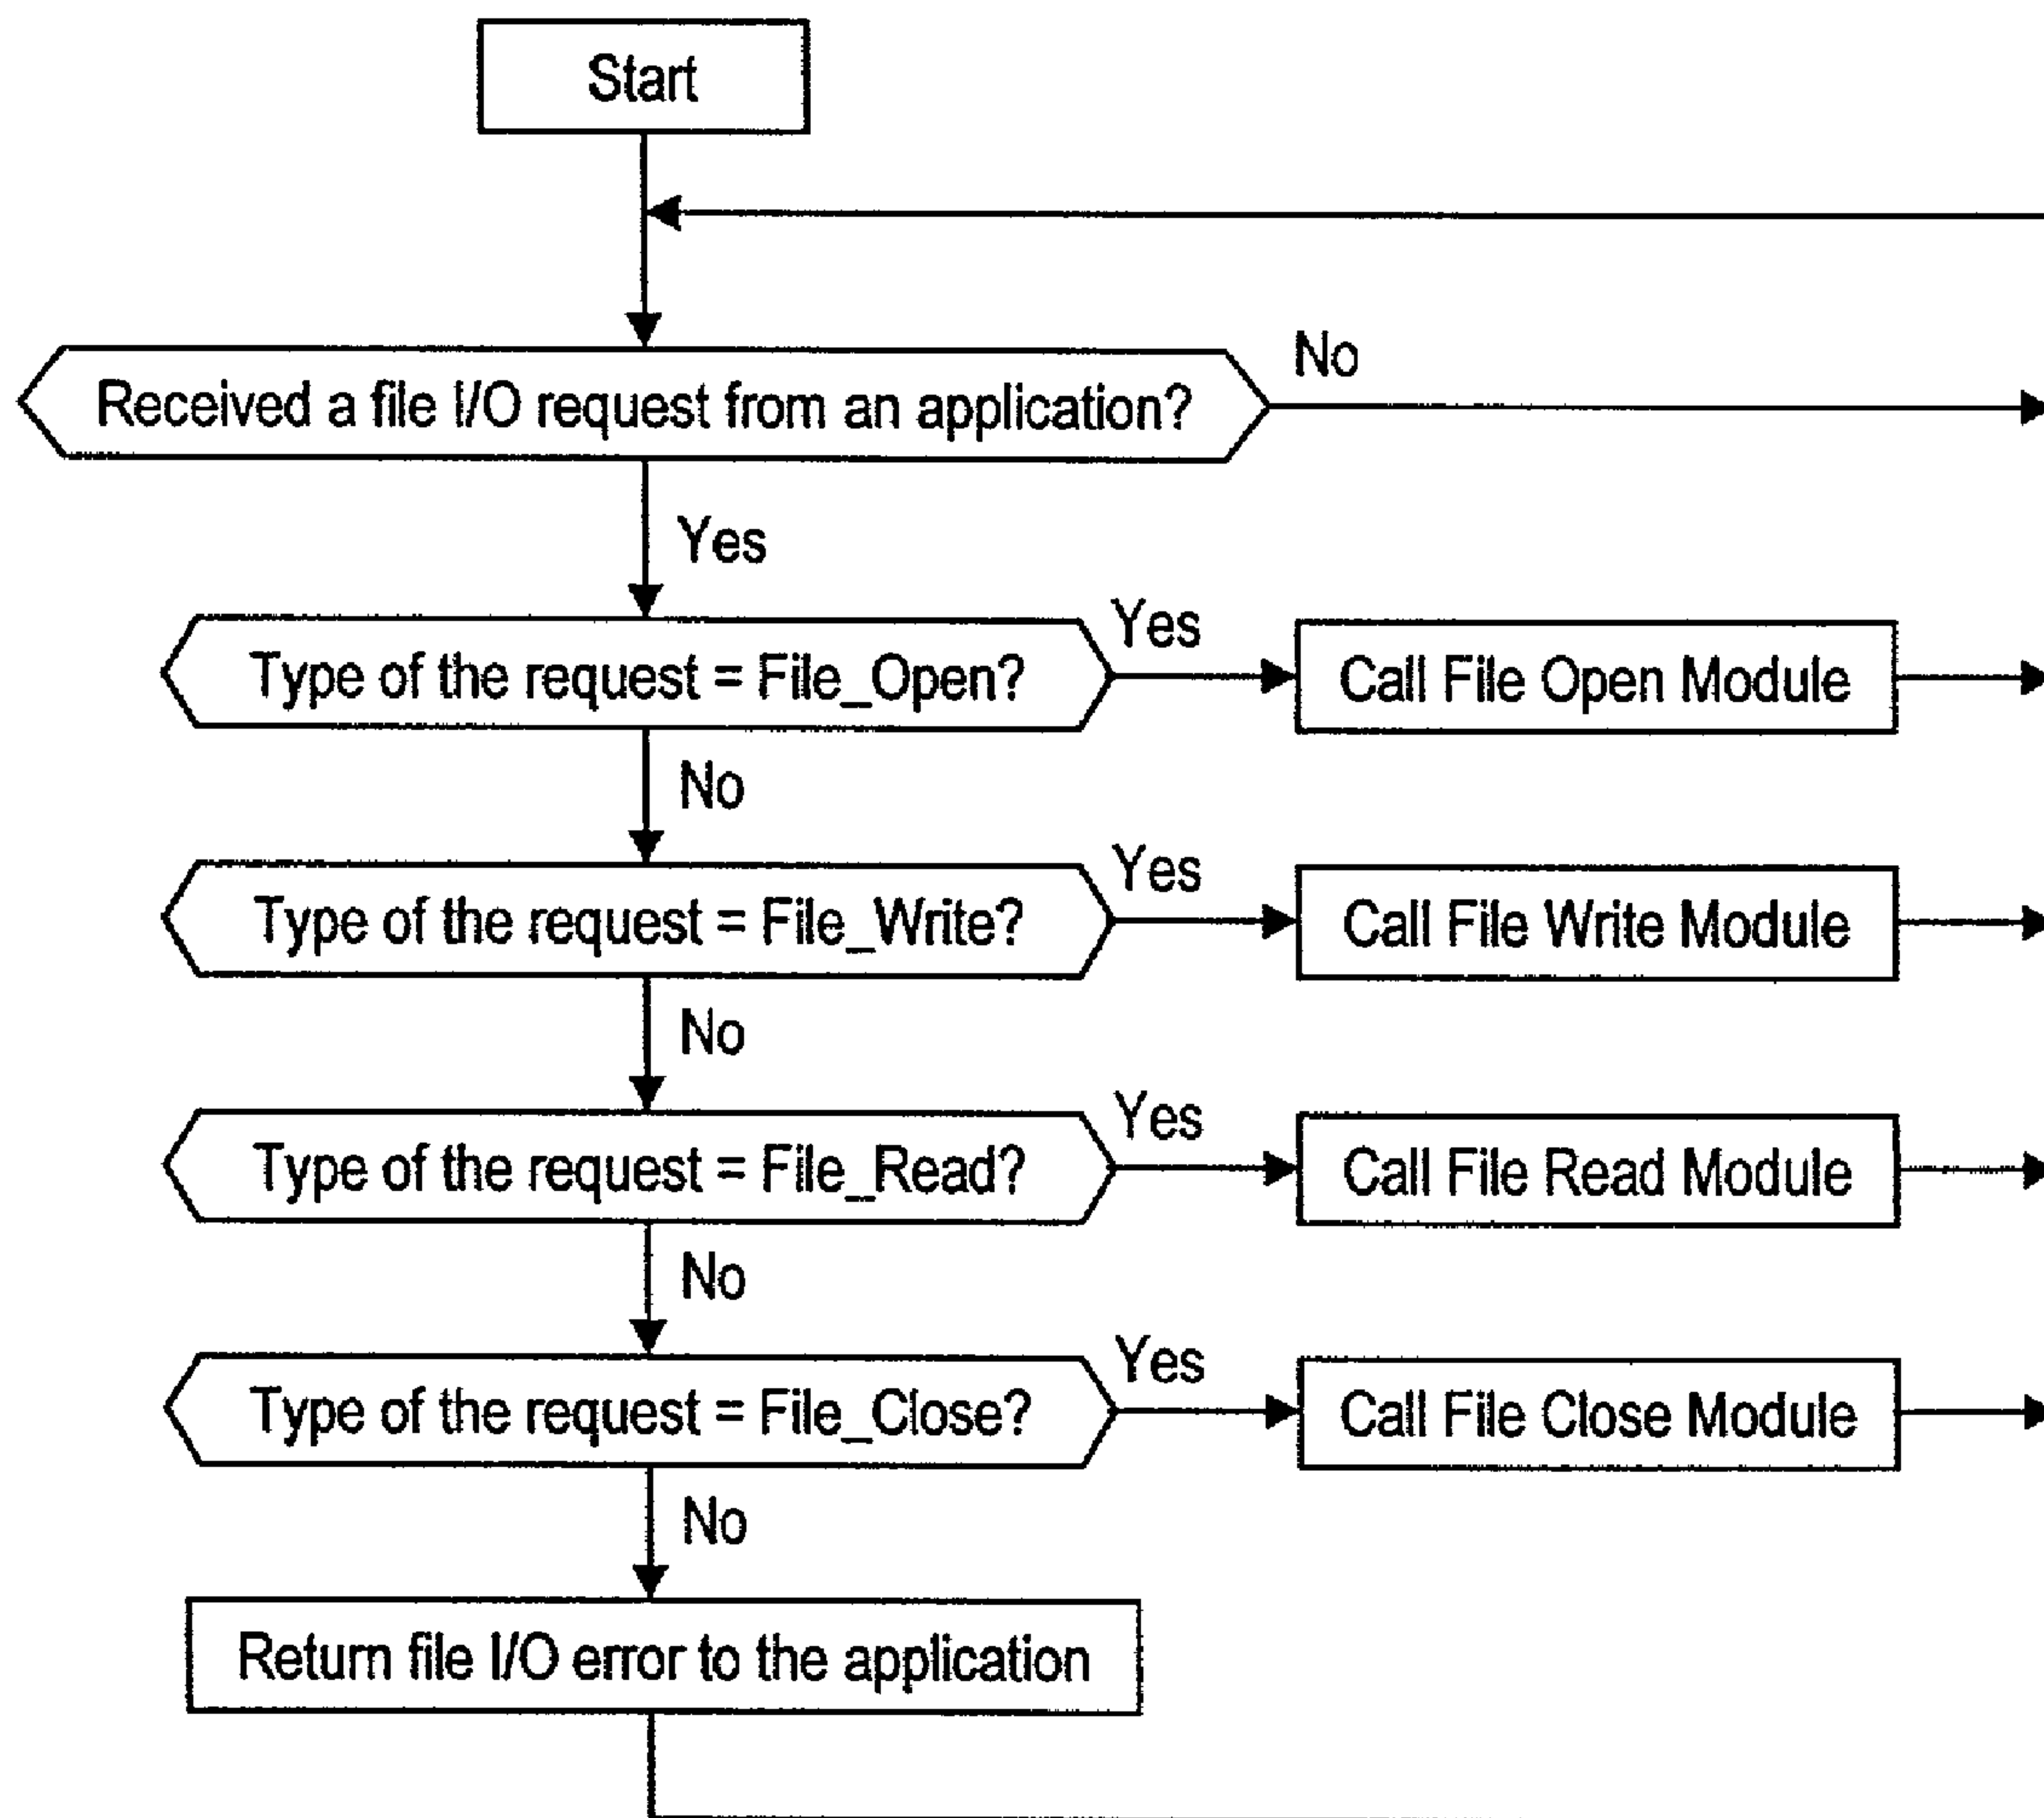 Start
Received a file I/O request from an application?
No
Yes
Type of the request = File_Open?
Yes
Call File Open Module
No
Type of the request = File_Write?
Yes
Call File Write Module
No
Type of the request = File_Read?
Yes
Call File Read Module
No
Type of the request = File_Close?
Yes
Call File Close Module
No
Return file I/O error to the application